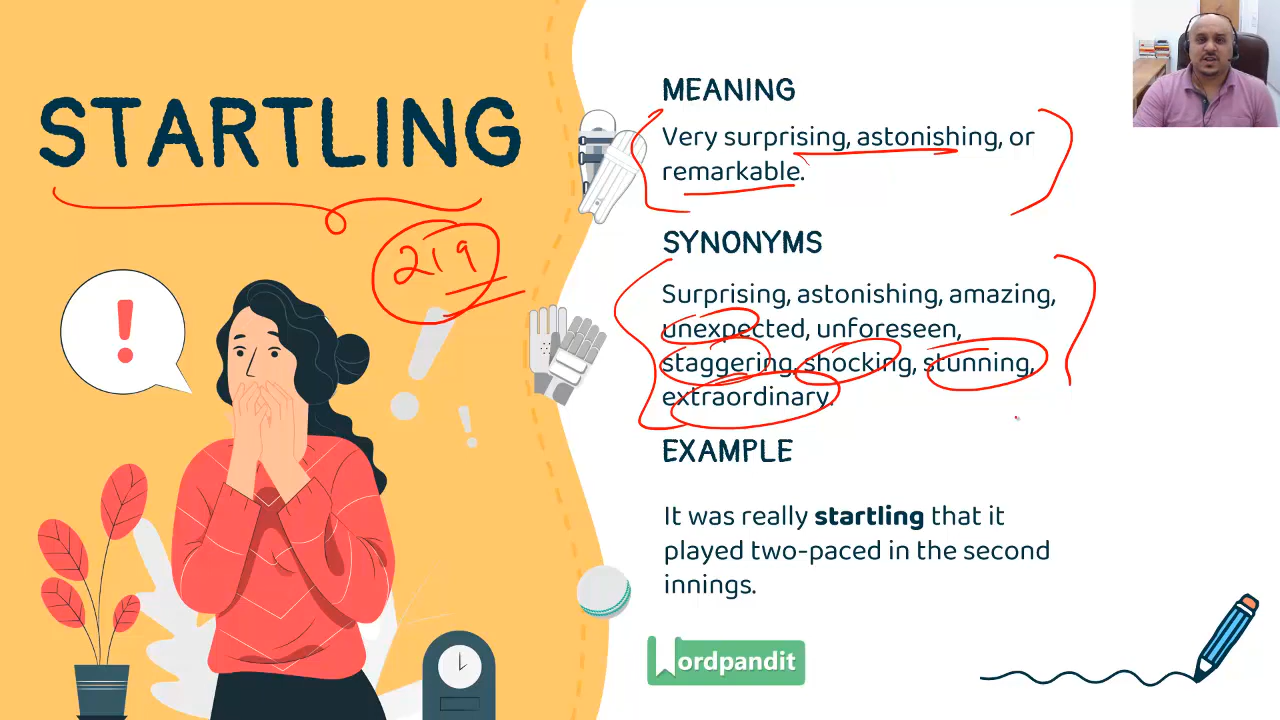 STARTLING
219
MEANING
Very surprising, astonishing, or
remarkable.
SYNONYMS
Surprising, astonishing, amazing,
unexpected, unforeseen,
staggering, shocking, stunning,
extraordinary.
EXAMPLE
It was really startling that it
played two-paced in the second
innings.
Wordpandit